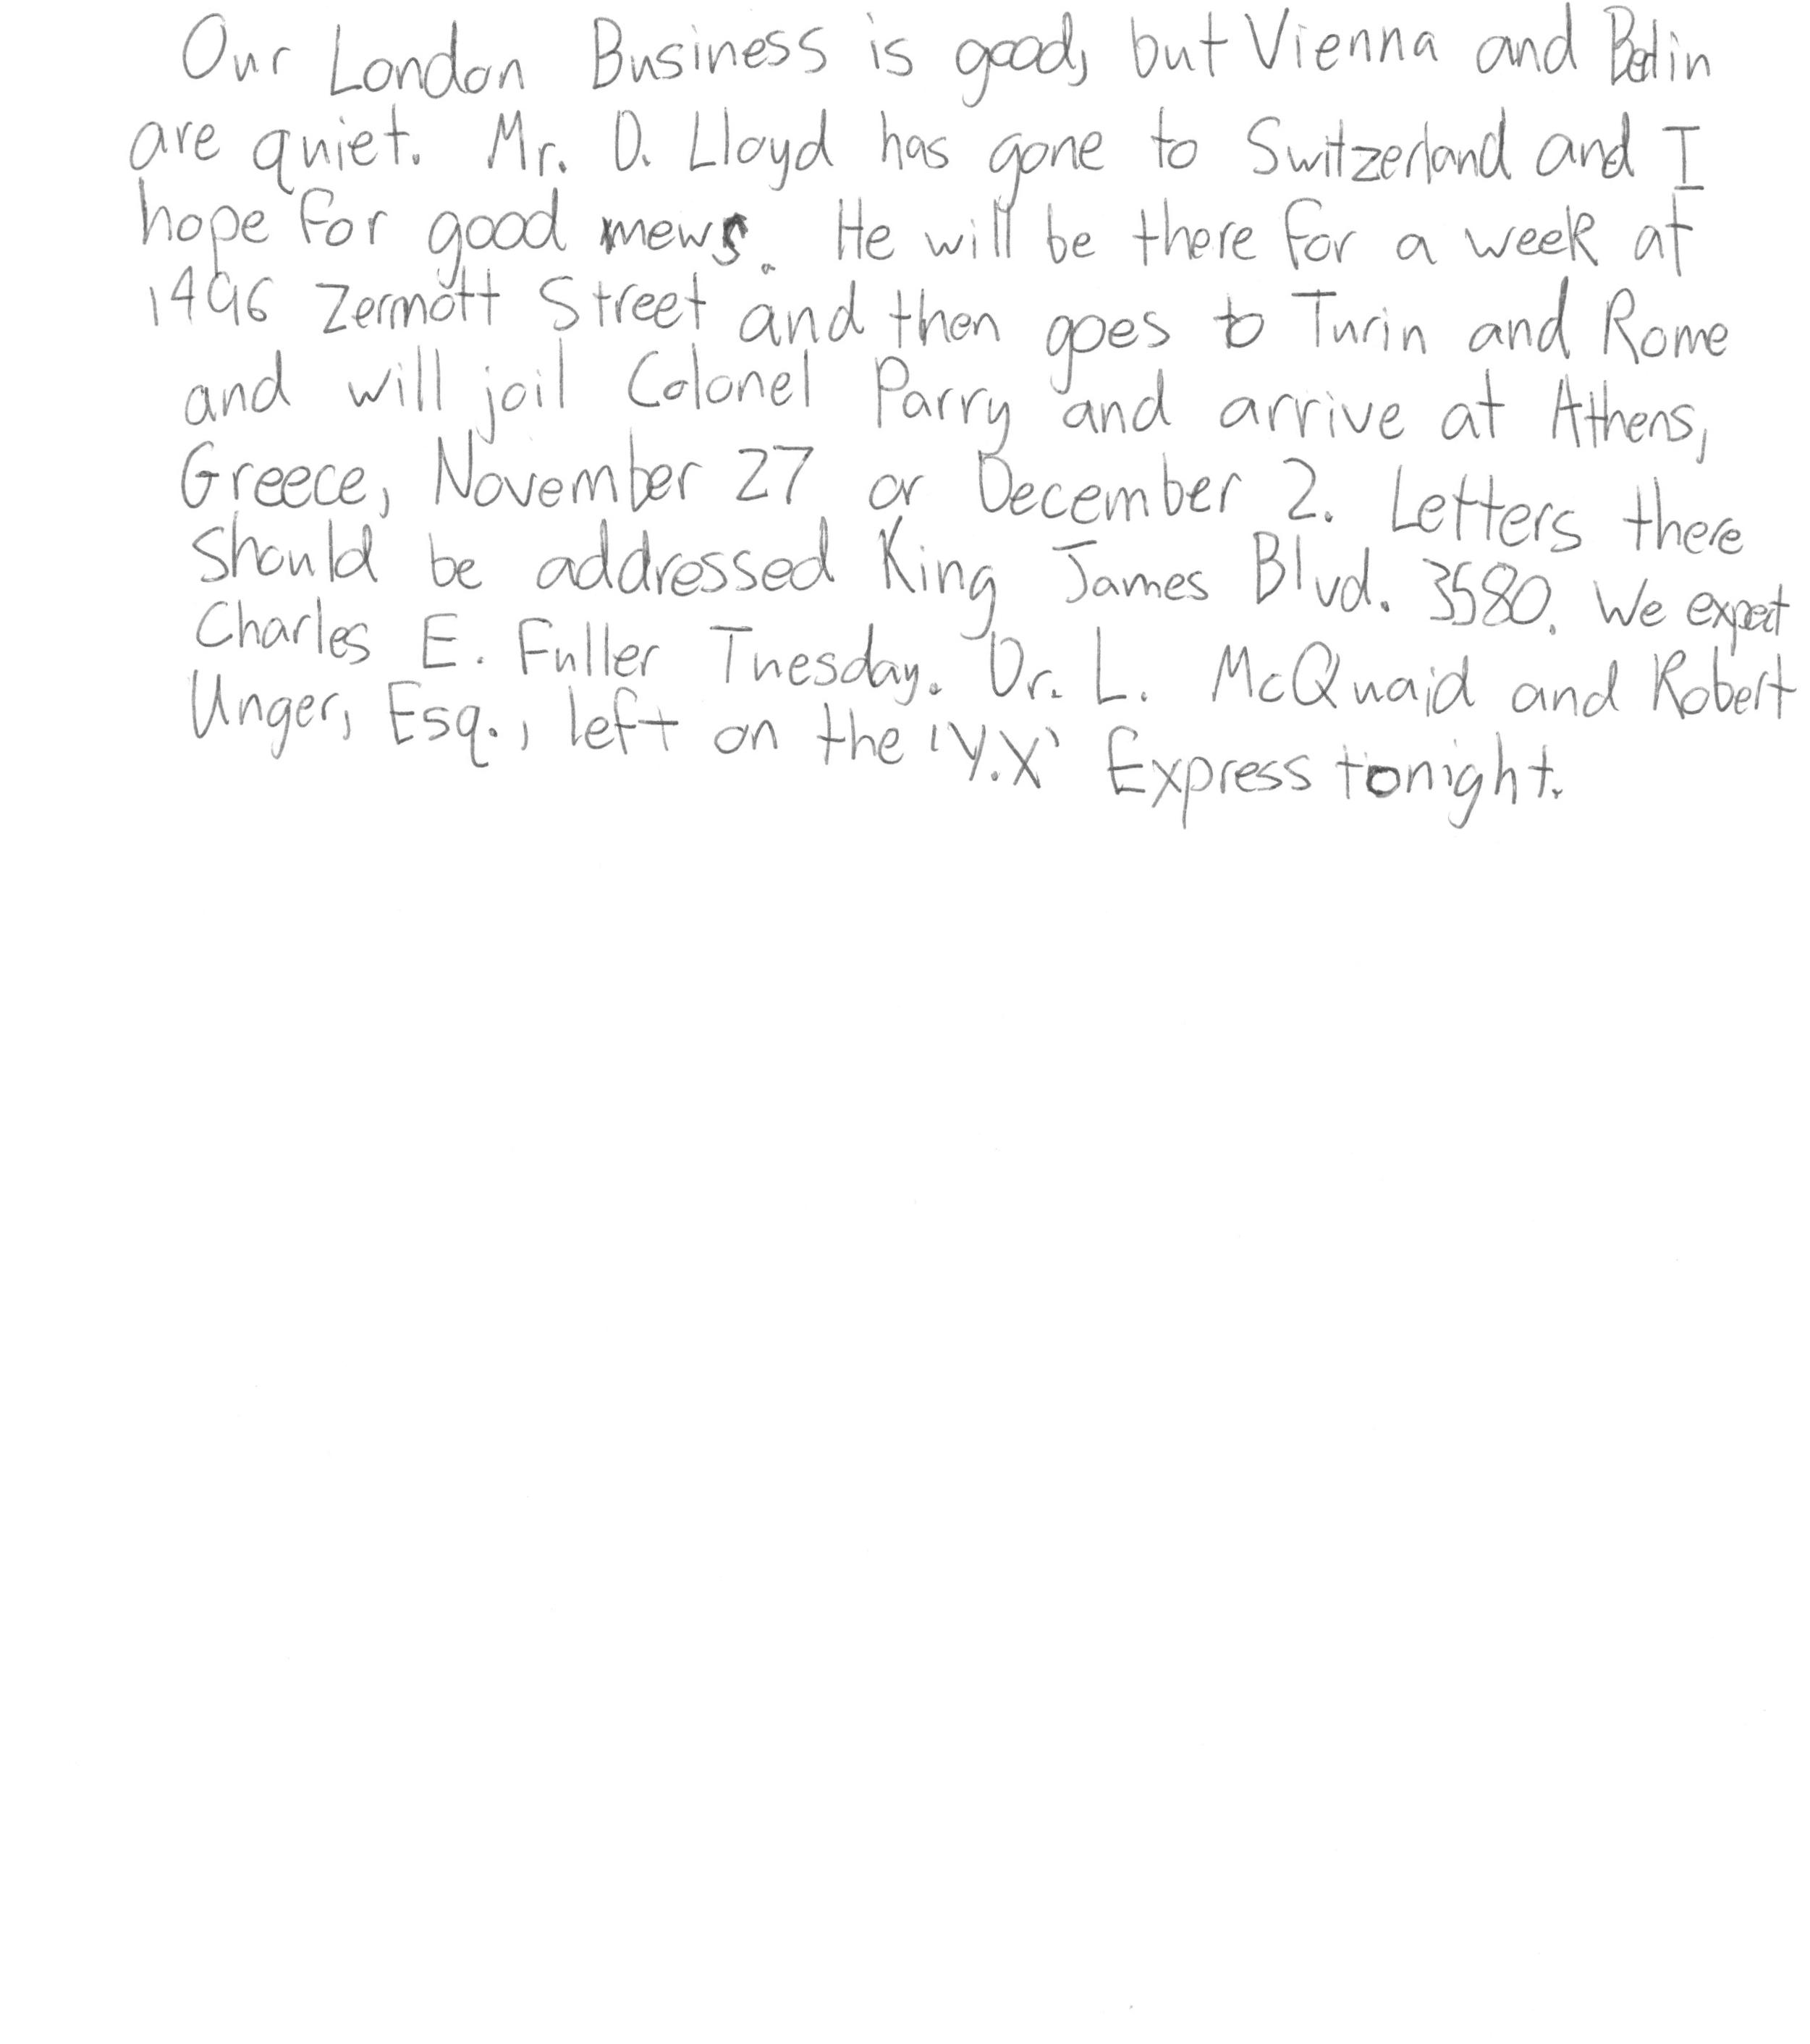 Our London Business is good, but Vienna and Berlin
are quiet. Mr. D. Lloyd has gone to Switzerland and I
hope for good news. He will be there for a week at
1496 Zermott Street and then goes to Turin and Rome
and will joil Colonel Parry and arrive at Athens,
Greece, November 27 or December 2. Letters there
should be addressed King James Blvd. 3580. We expect
Charles E. Fuller Tuesday. Dr. L. McQuaid and Robert
Unger, Esq., left on the 'Y.X' Express tonight.